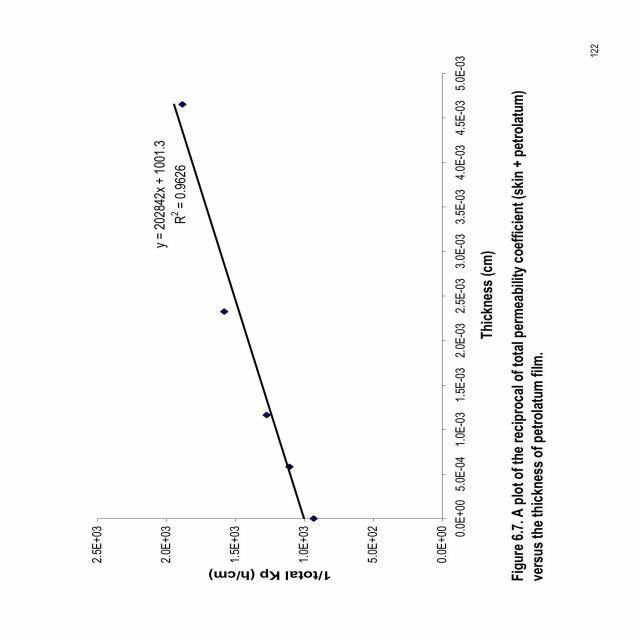 2.5E+03
2.0E+03
1.5E+03
1.0E+03
5.0E+02
0.0E+00
1/total Kp (h/cm)
y = 202842x + 1001.3
R² = 0.9626
0.0E+00 5.0E-04 1.0E-03 1.5E-03 2.0E-03 2.5E-03 3.0E-03 3.5E-03 4.0E-03 4.5E-03 5.0E-03
Thickness (cm)
Figure 6.7. A plot of the reciprocal of total permeability coefficient (skin + petrolatum)
versus the thickness of petrolatum film.
122